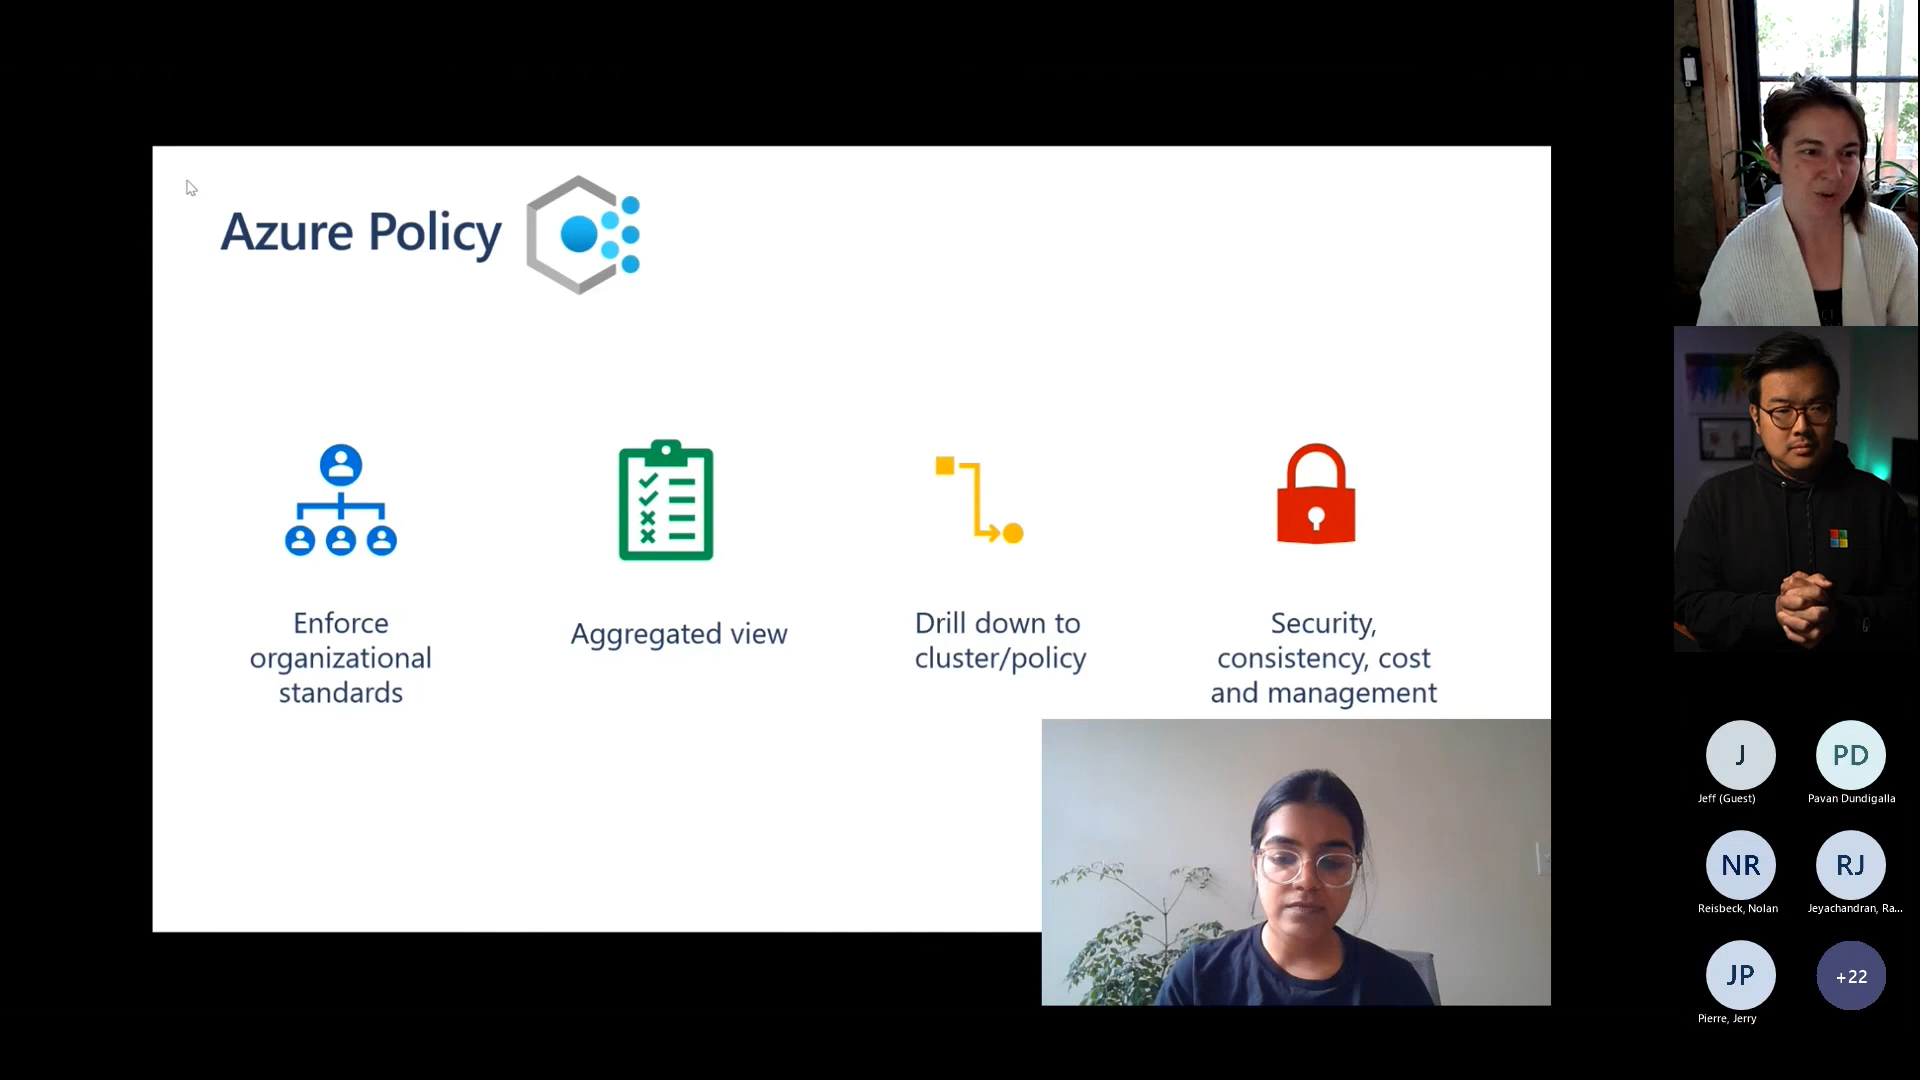 Azure Policy
Enforce
organizational
standards
Aggregated view
Drill down to
cluster/policy
Security,
consistency, cost
and management
J
Jeff (Guest)
PD
Pavan Dundigalla
NR
Reisbeck, Nolan
RJ
Jeyachandran, Ra...
JP
Pierre, Jerry
+22